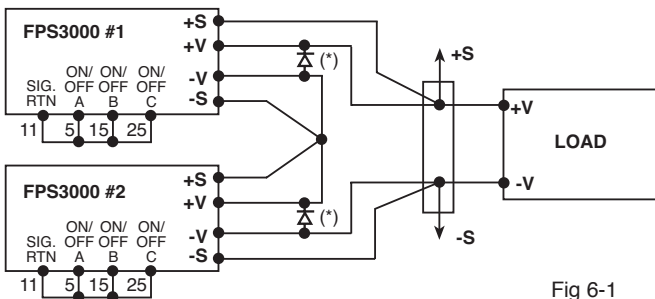 FPS3000 #1
+S
+V
-V
-S
SIG. RTN
ON/ OFF A
ON/ OFF B
ON/ OFF C
11 5 15 25
(*)
FPS3000 #2
+S
+V
-V
-S
SIG. RTN
ON/ OFF A
ON/ OFF B
ON/ OFF C
11 5 15 25
(*)
+S
-S
+V
LOAD
-V
Fig 6-1